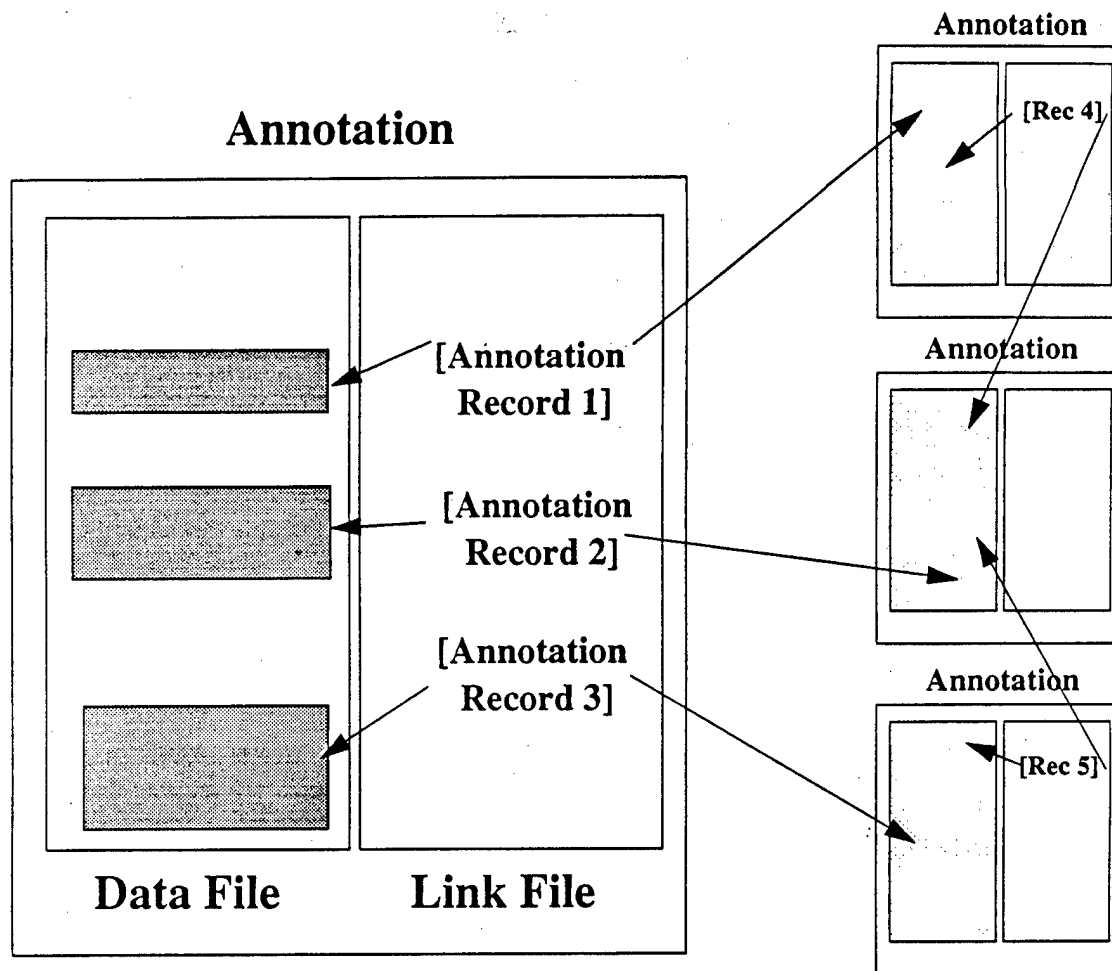 Annotation
[Annotation
Record 1]
[Annotation
Record 2]
[Annotation
Record 3]
Data File
Link File
Annotation
[Rec 4]
Annotation
Annotation
[Rec 5]